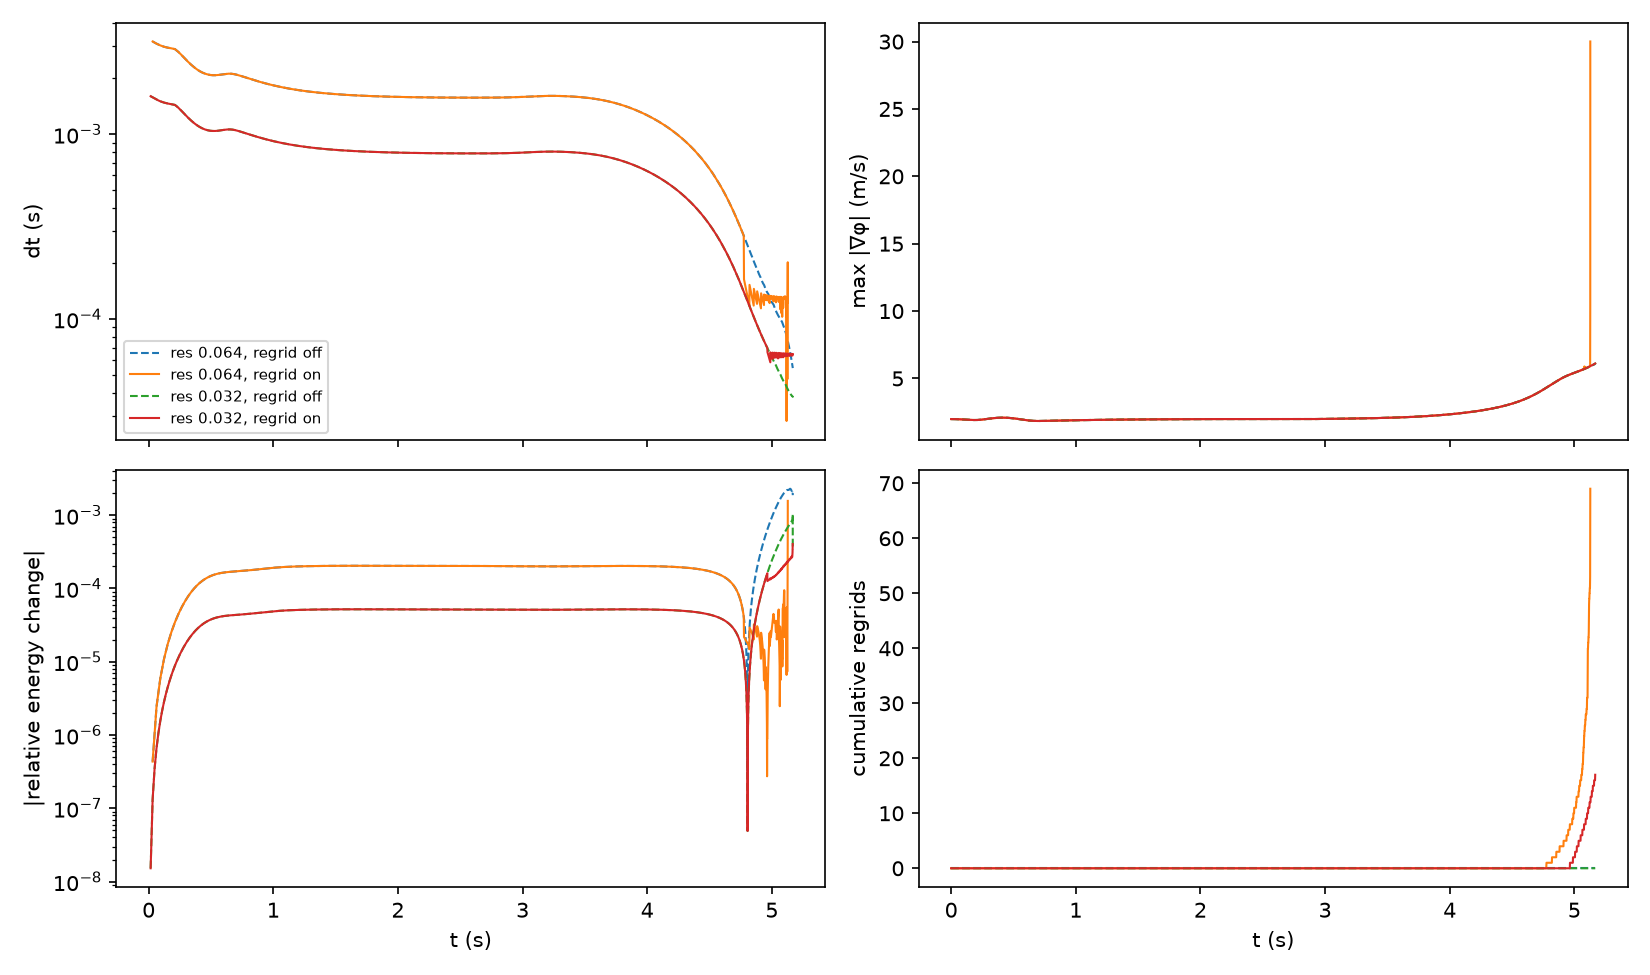 dt (s)
10⁻³
10⁻⁴
res 0.064, regrid off
res 0.064, regrid on
res 0.032, regrid off
res 0.032, regrid on
max |∇φ| (m/s)
30
25
20
15
10
5
|relative energy change|
10⁻³
10⁻⁴
10⁻⁵
10⁻⁶
10⁻⁷
10⁻⁸
0 1 2 3 4 5
t (s)
cumulative regrids
70
60
50
40
30
20
10
0
0 1 2 3 4 5
t (s)